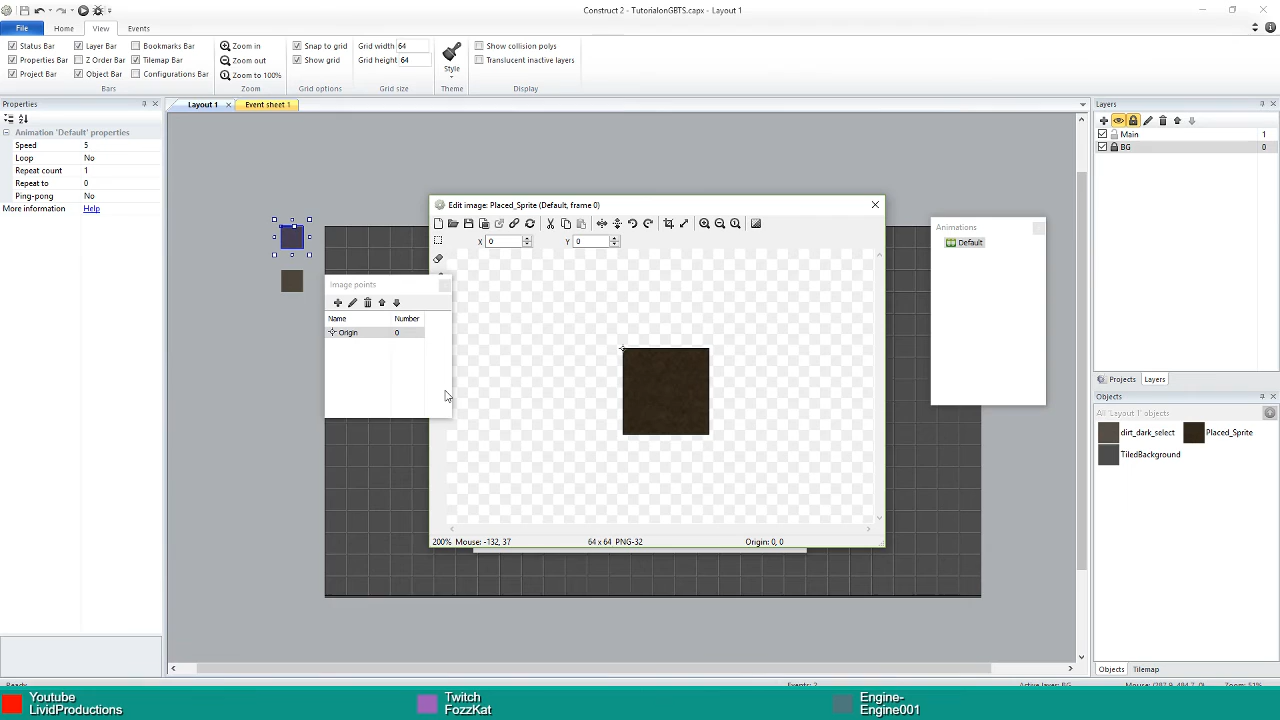 Construct 2 - TutorialonGBTS.capx - Layout 1
File Home View Events
Status Bar Layer Bar Bookmarks Bar Zoom in Snap to grid Grid width 64 Show collision polys
Properties Bar Z Order Bar Tilemap Bar Zoom out Show grid Grid height 64 Style Translucent inactive layers
Project Bar Object Bar Configurations Bar Zoom to 100%
Bars Zoom Grid options Grid size Theme Display
Properties Layout 1 Event sheet 1 Layers
Animation 'Default' properties
Speed 5
Loop No
Repeat count 1
Repeat to 0
Ping-pong No
More information Help
Main 1
BG 0
Edit image: Placed_Sprite (Default, frame 0)
X 0 Y 0
Animations
Default
Image points
Name Number
Origin 0
Projects Layers
Objects
All 'Layout 1' objects
dirt_dark_select Placed_Sprite
TiledBackground
200% Mouse: -132, 37 64 x 64 PNG-32 Origin: 0, 0
Objects Tilemap
Youtube
LividProductions
Twitch
FozzKat
Engine-
Engine001